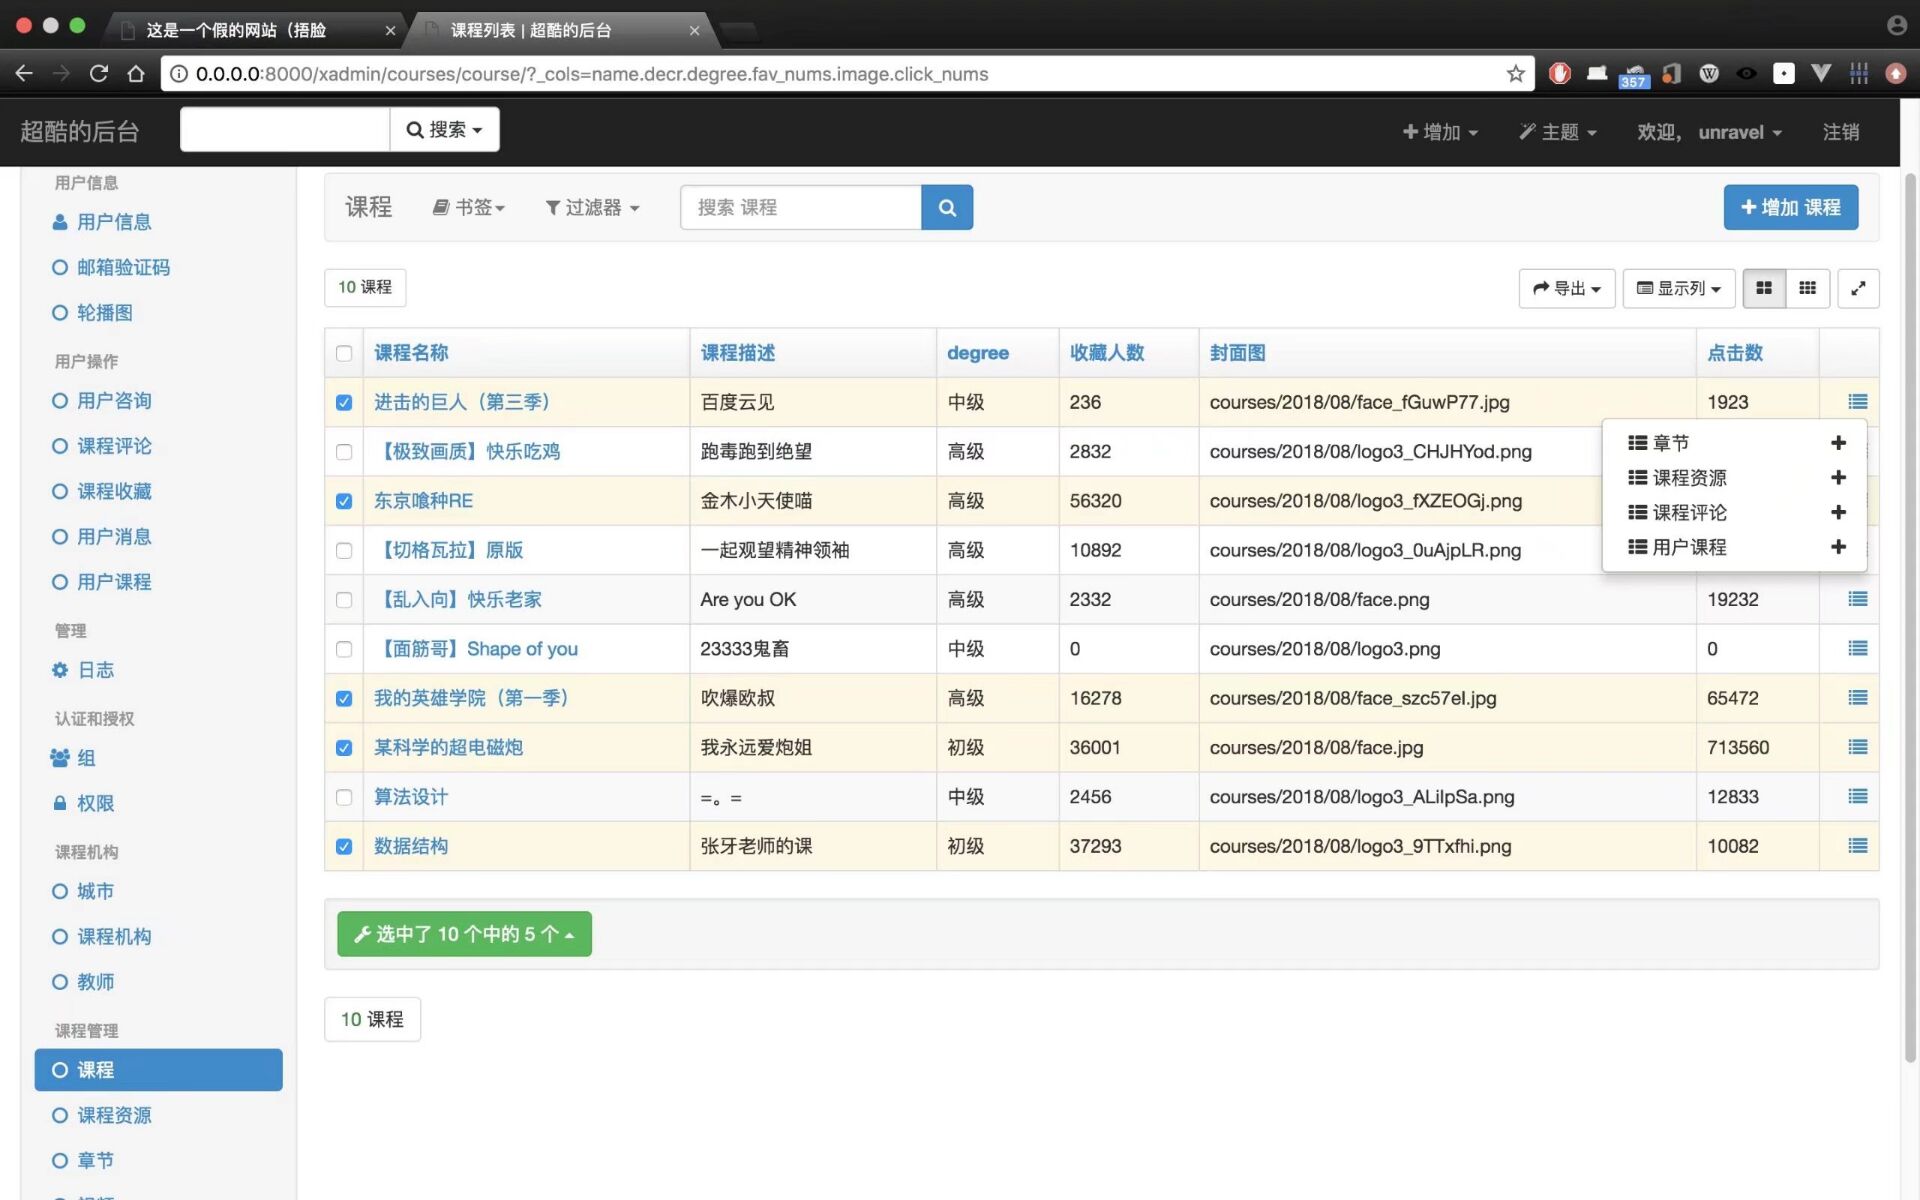 这是一个假的网站（捂脸
课程列表 | 超酷的后台
0.0.0.0:8000/xadmin/courses/course/?_cols=name.decr.degree.fav_nums.image.click_nums
357
超酷的后台
搜索
增加
主题
欢迎， unravel
注销
用户信息
用户信息
邮箱验证码
轮播图
用户操作
用户咨询
课程评论
课程收藏
用户消息
用户课程
管理
日志
认证和授权
组
权限
课程机构
城市
课程机构
教师
课程管理
课程
课程资源
章节
课程 书签 过滤器 搜索 课程 增加 课程
10 课程
导出 显示列
课程名称 课程描述 degree 收藏人数 封面图 点击数
进击的巨人（第三季） 百度云见 中级 236 courses/2018/08/face_fGuwP77.jpg 1923
【极致画质】快乐吃鸡 跑毒跑到绝望 高级 2832 courses/2018/08/logo3_CHJHYod.png
东京喰种RE 金木小天使喵 高级 56320 courses/2018/08/logo3_fXZEOGj.png
【切格瓦拉】原版 一起观望精神领袖 高级 10892 courses/2018/08/logo3_0uAjpLR.png
【乱入向】快乐老家 Are you OK 高级 2332 courses/2018/08/face.png 19232
【面筋哥】Shape of you 23333鬼畜 中级 0 courses/2018/08/logo3.png 0
我的英雄学院（第一季） 吹爆欧叔 高级 16278 courses/2018/08/face_szc57eI.jpg 65472
某科学的超电磁炮 我永远爱炮姐 初级 36001 courses/2018/08/face.jpg 713560
算法设计 =。= 中级 2456 courses/2018/08/logo3_ALiIpSa.png 12833
数据结构 张牙老师的课 初级 37293 courses/2018/08/logo3_9TTxfhi.png 10082
章节
课程资源
课程评论
用户课程
选中了 10 个中的 5 个
10 课程